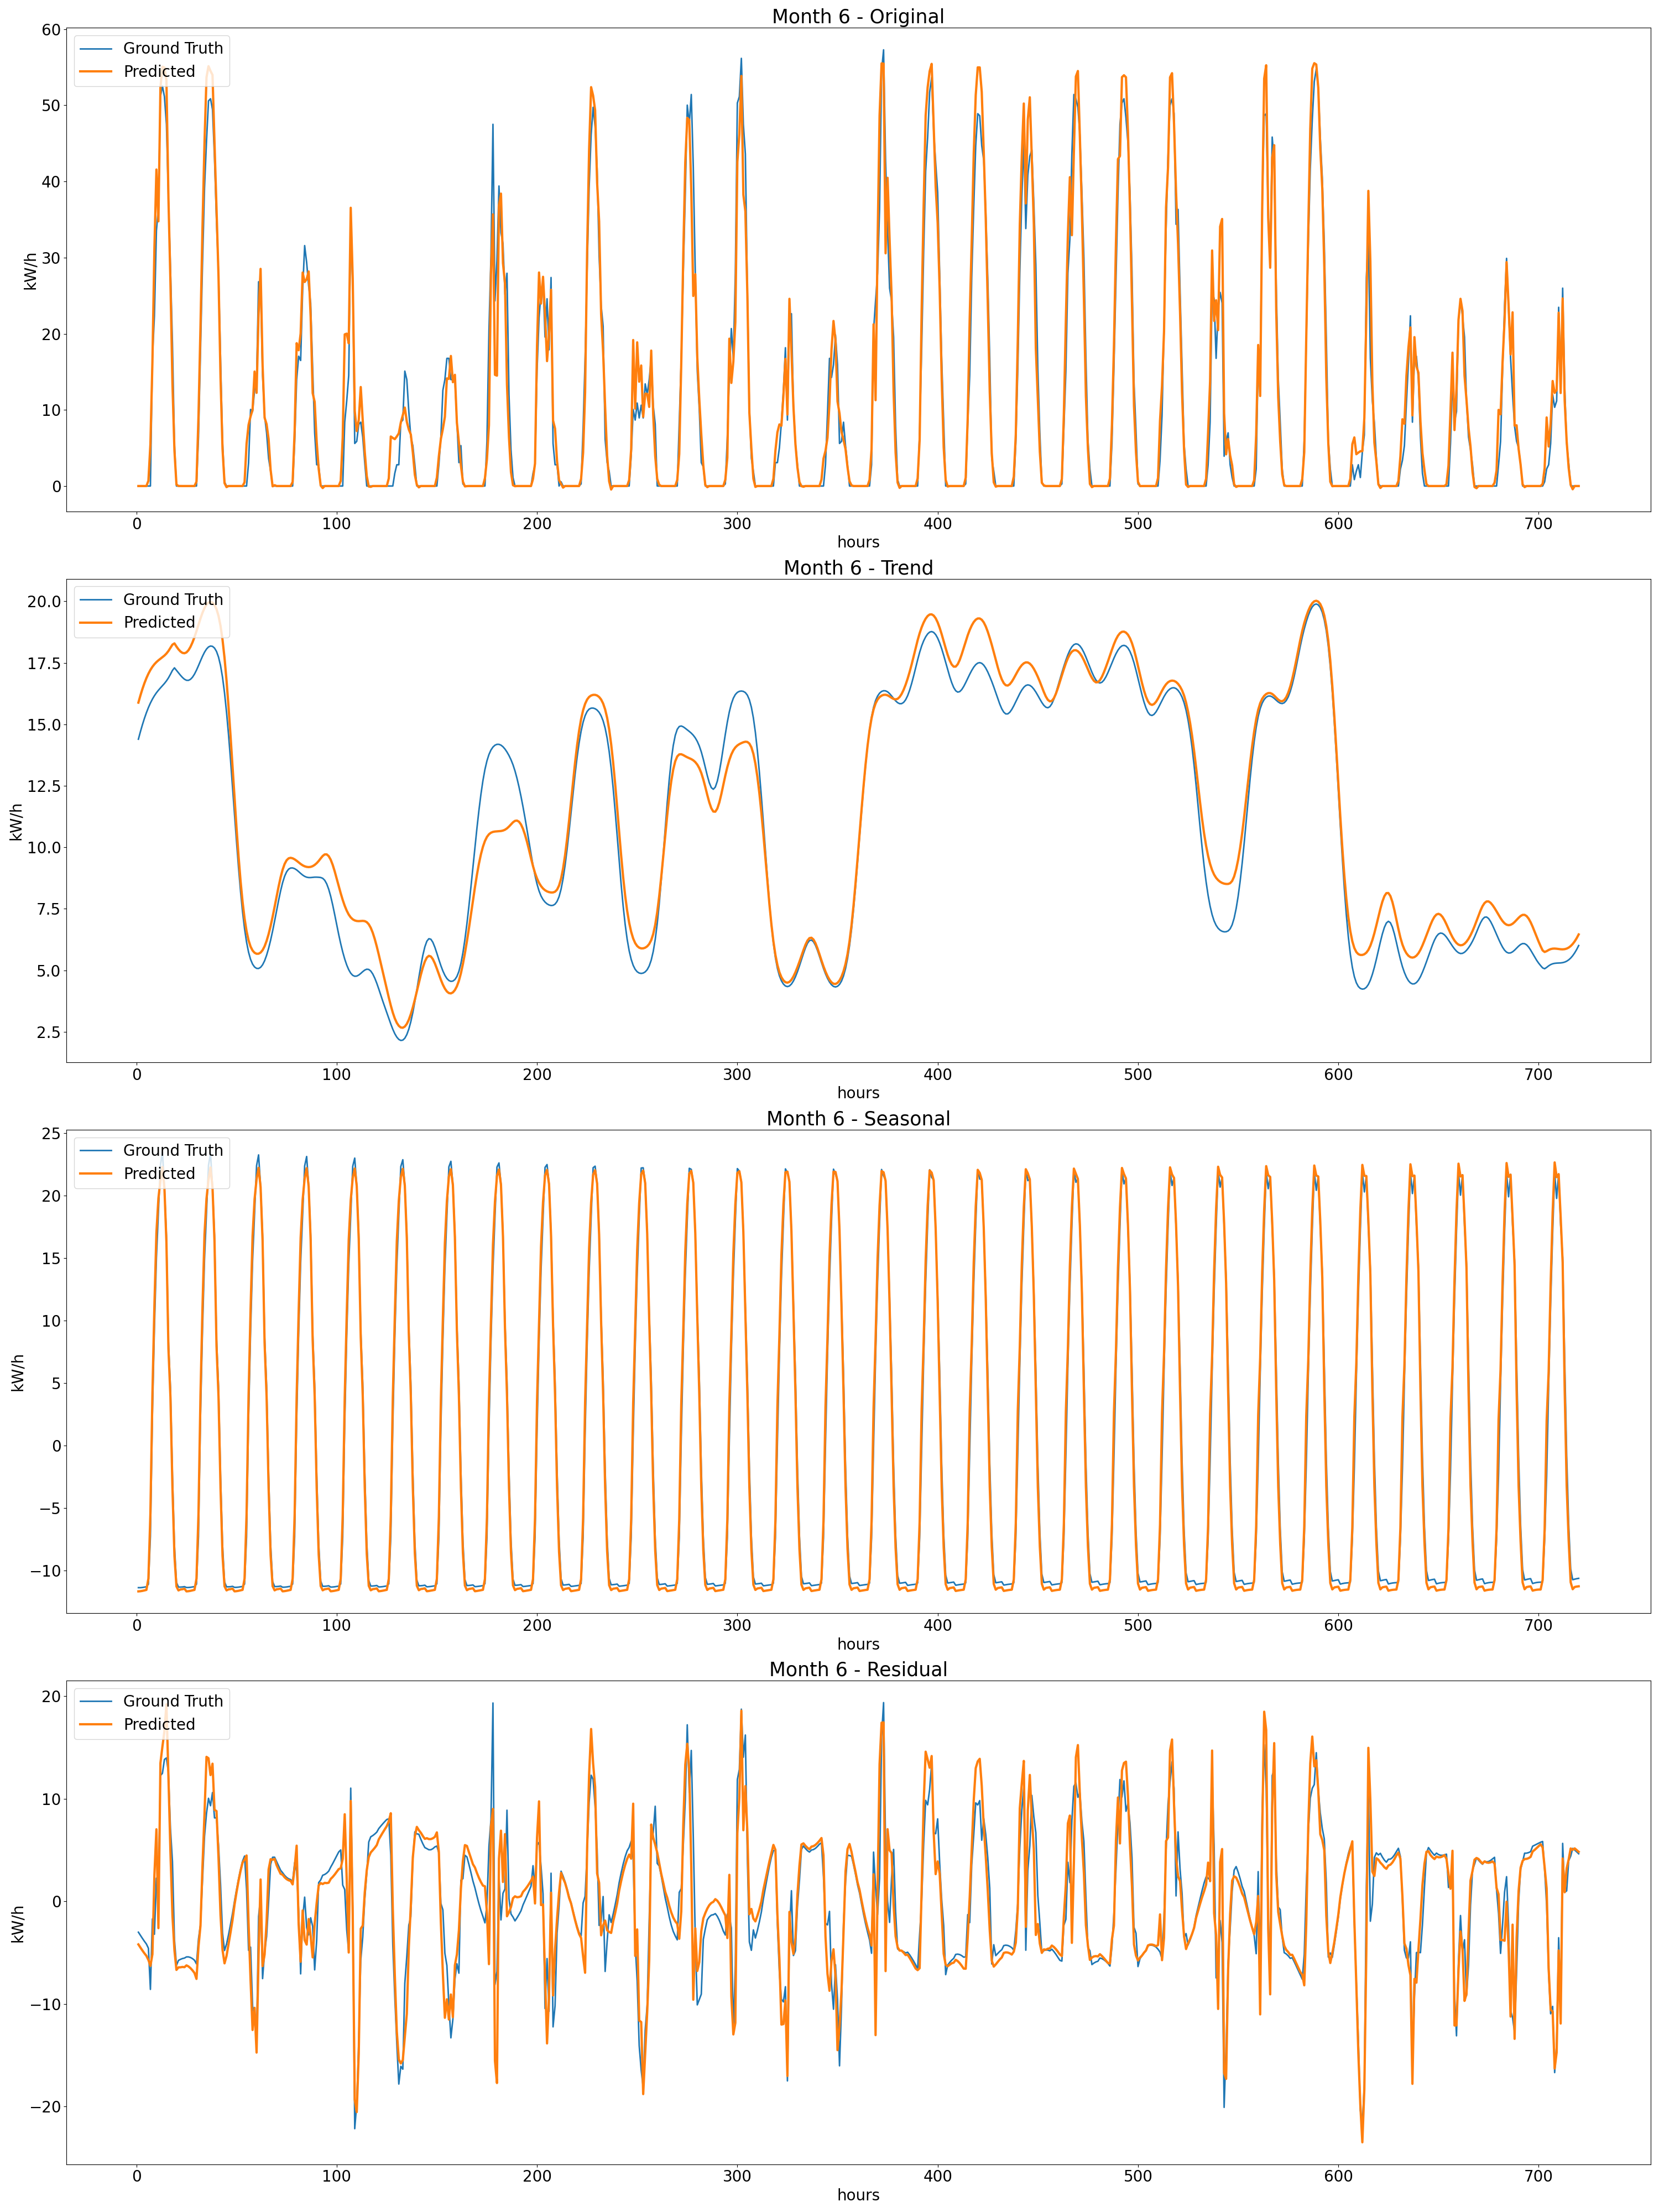 Month 6 - Original
Ground Truth
Predicted
60
50
40
30
20
10
0
kW/h
0 100 200 300 400 500 600 700
hours
Month 6 - Trend
Ground Truth
Predicted
20.0
17.5
15.0
12.5
10.0
7.5
5.0
2.5
kW/h
0 100 200 300 400 500 600 700
hours
Month 6 - Seasonal
Ground Truth
Predicted
25
20
15
10
5
0
−5
−10
kW/h
0 100 200 300 400 500 600 700
hours
Month 6 - Residual
Ground Truth
Predicted
20
10
0
−10
−20
kW/h
0 100 200 300 400 500 600 700
hours